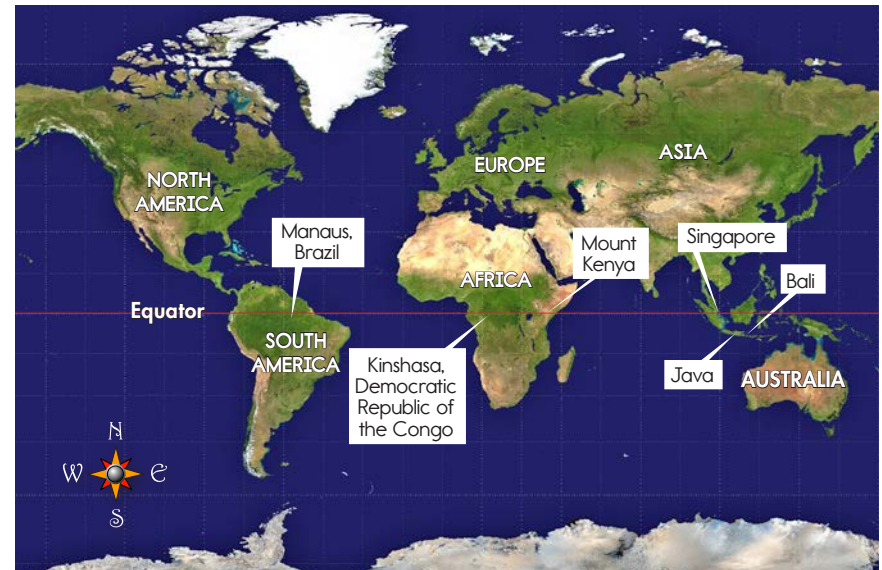 EUROPE
ASIA
NORTH
AMERICA
Manaus,
Brazil
Mount
Kenya
Singapore
AFRICA
Bali
Equator
SOUTH
AMERICA
Kinshasa,
Democratic
Republic of
the Congo
Java
AUSTRALIA
N
W
E
S